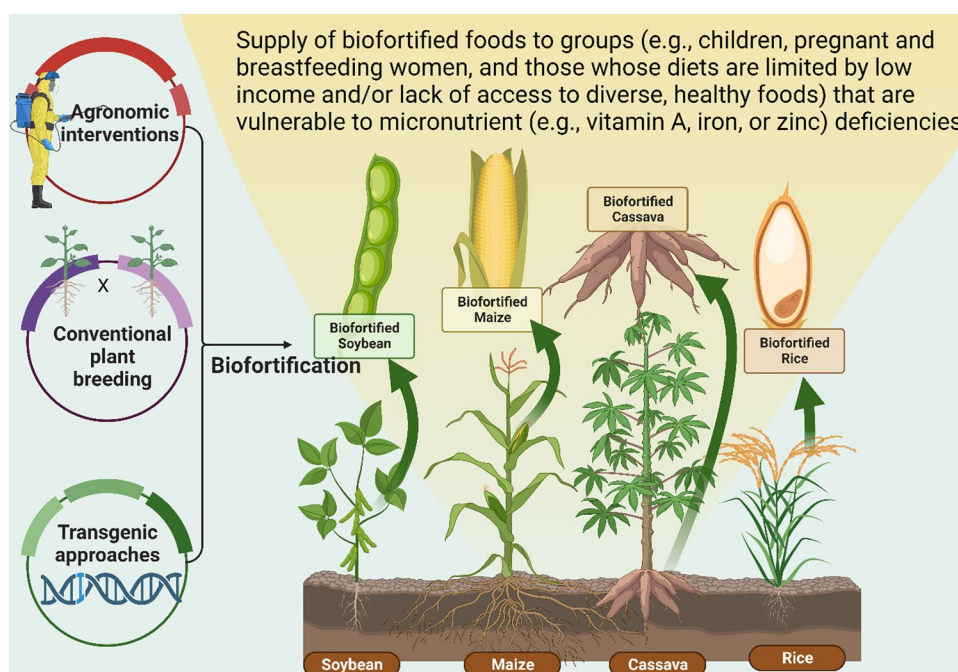 Supply of biofortified foods to groups (e.g., children, pregnant and
breastfeeding women, and those whose diets are limited by low
income and/or lack of access to diverse, healthy foods) that are
vulnerable to micronutrient (e.g., vitamin A, iron, or zinc) deficiencies
Agronomic
interventions
X
Conventional
plant
breeding
Transgenic
approaches
Biofortification
Biofortified
Soybean
Biofortified
Maize
Biofortified
Cassava
Biofortified
Rice
Soybean
Maize
Cassava
Rice